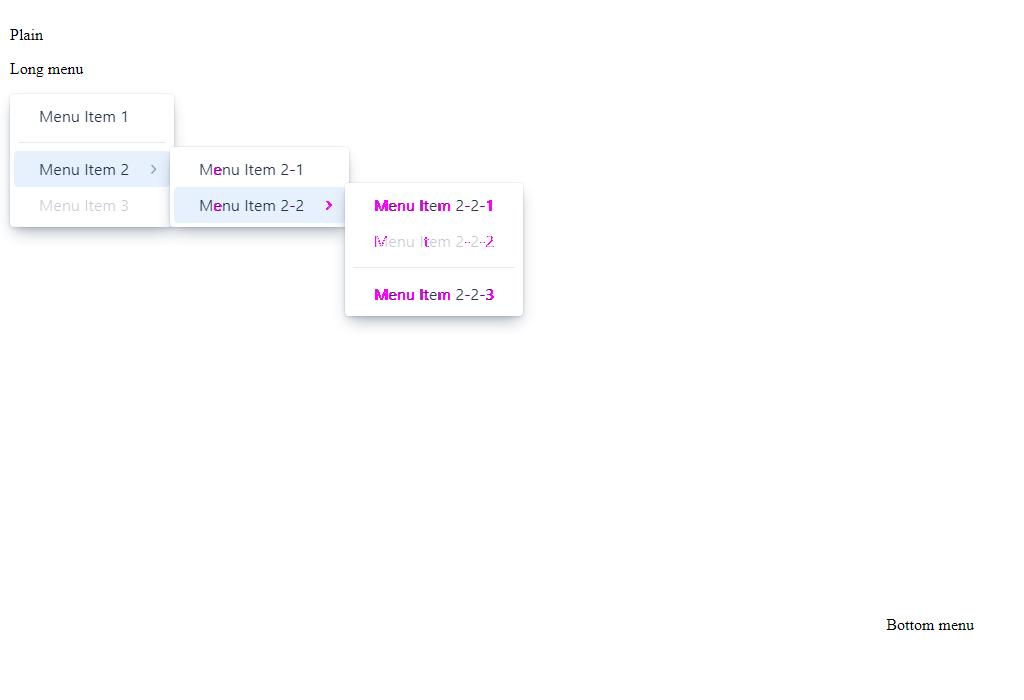 Plain
Long menu
Menu Item 1
Menu Item 2
Menu Item 3
Menu Item 2-1
Menu Item 2-2
Menu Item 2-2-1
Menu Item 2-2-2
Menu Item 2-2-3
Bottom menu